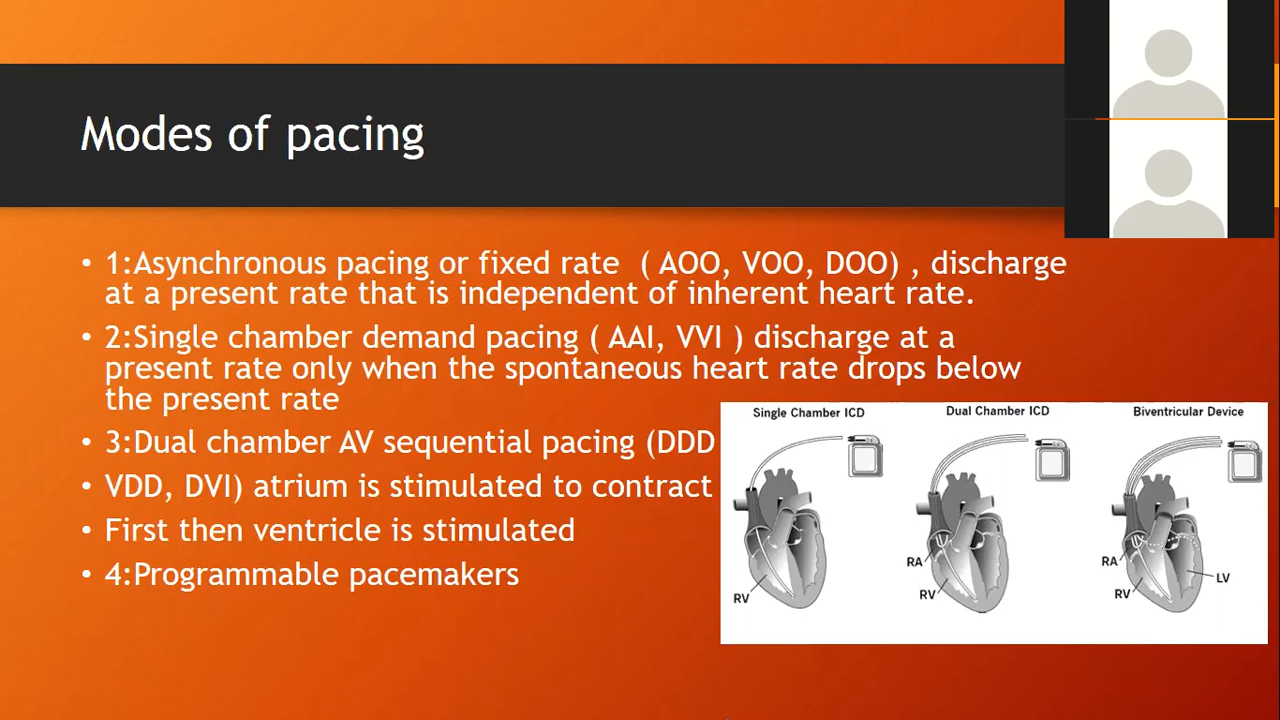 Modes of pacing
• 1:Asynchronous pacing or fixed rate ( AOO, VOO, DOO) , discharge
at a present rate that is independent of inherent heart rate.
• 2:Single chamber demand pacing ( AAI, VVI ) discharge at a
present rate only when the spontaneous heart rate drops below
the present rate
• 3:Dual chamber AV sequential pacing (DDD
• VDD, DVI) atrium is stimulated to contract
• First then ventricle is stimulated
• 4:Programmable pacemakers
Single Chamber ICD
RV
Dual Chamber ICD
RA
RV
Biventricular Device
RA
RV
LV